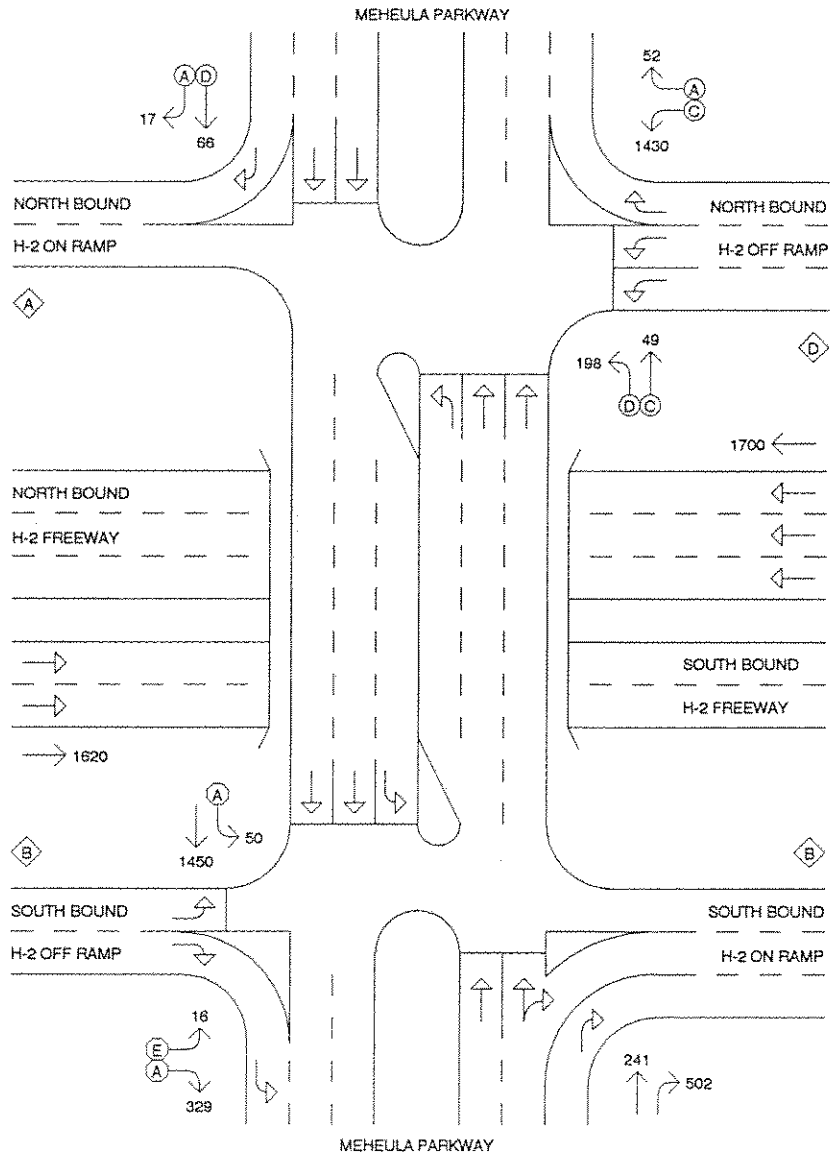 MEHEULA PARKWAY
A D
52
A
C
17
66
1430
NORTH BOUND
NORTH BOUND
H-2 ON RAMP
H-2 OFF RAMP
A
49
198
D
D C
1700
NORTH BOUND
H-2 FREEWAY
SOUTH BOUND
H-2 FREEWAY
1620
A
50
1450
B
B
SOUTH BOUND
SOUTH BOUND
H-2 OFF RAMP
H-2 ON RAMP
16
E
A
329
241
502
MEHEULA PARKWAY